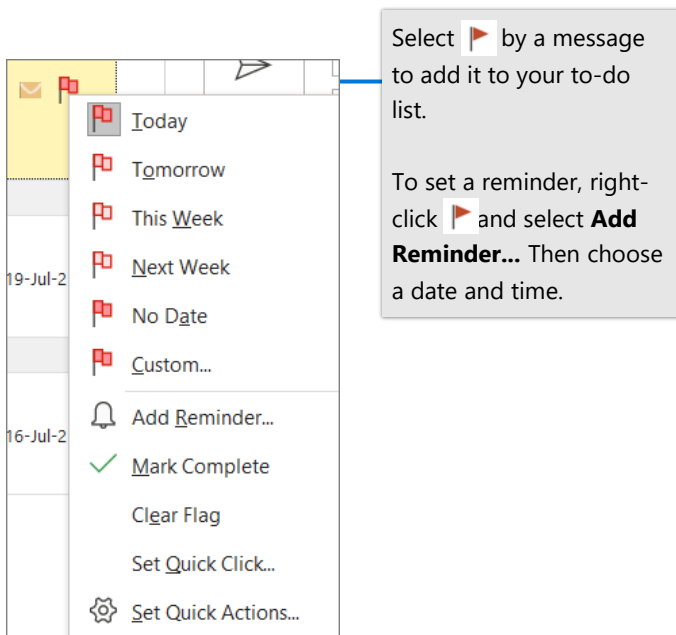 Select by a message
to add it to your to-do
list.
To set a reminder, right-
click and select Add
Reminder... Then choose
a date and time.
Today
Tomorrow
This Week
Next Week
No Date
Custom...
Add Reminder...
Mark Complete
Clear Flag
Set Quick Click...
Set Quick Actions...
19-Jul-2
16-Jul-2